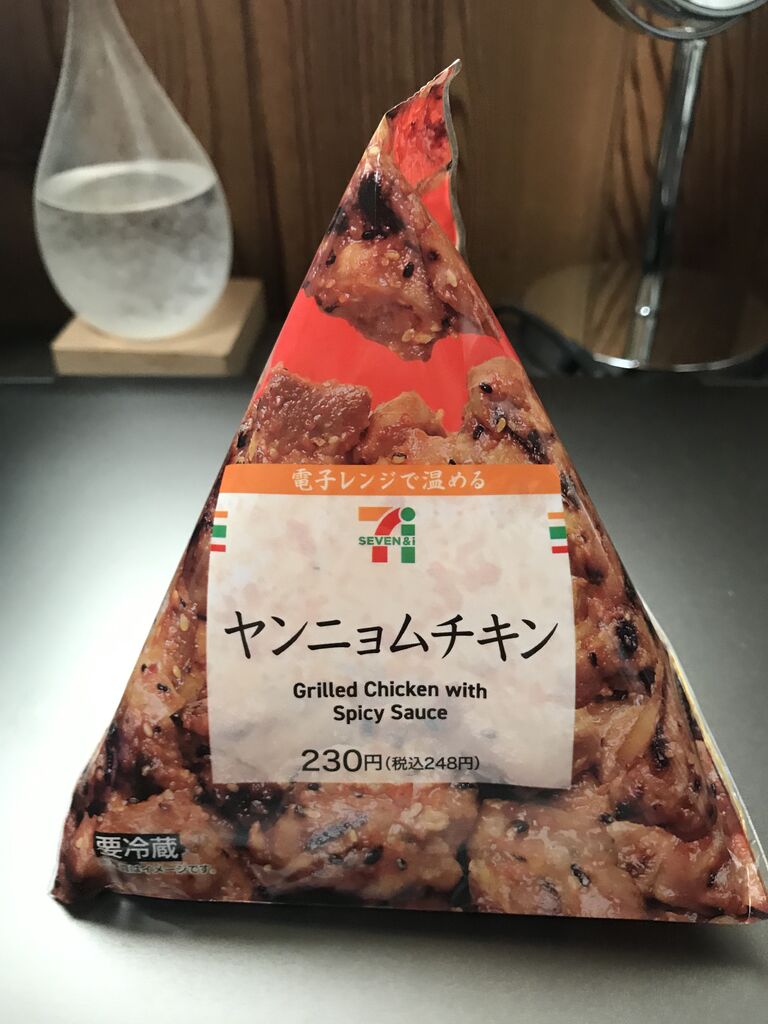 電子レンジで温める
7i
SEVEN & i
ヤンニョムチキン
Grilled Chicken with
Spicy Sauce
230円(税込248円)
要冷蔵
はイメージです。